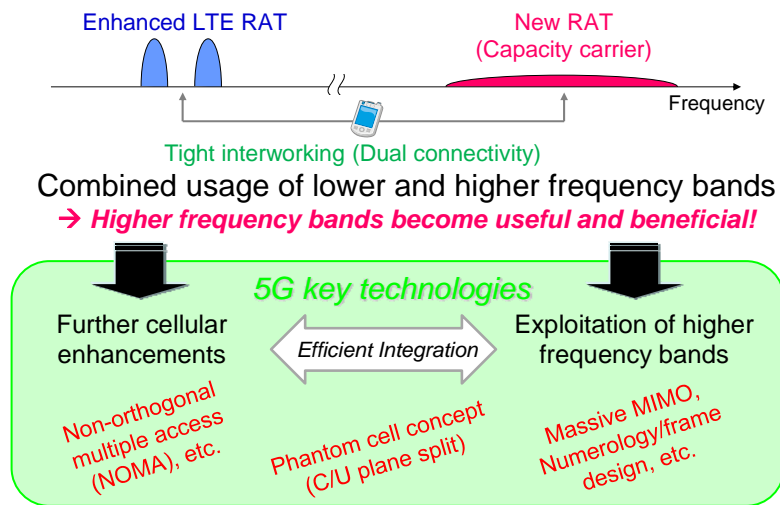 Enhanced LTE RAT
New RAT
(Capacity carrier)
Frequency
Tight interworking (Dual connectivity)
Combined usage of lower and higher frequency bands
→ Higher frequency bands become useful and beneficial!
5G key technologies
Further cellular
enhancements
Efficient Integration
Exploitation of higher
frequency bands
Non-orthogonal
multiple access
(NOMA), etc.
Phantom cell concept
(C/U plane split)
Massive MIMO,
Numerology/frame
design, etc.